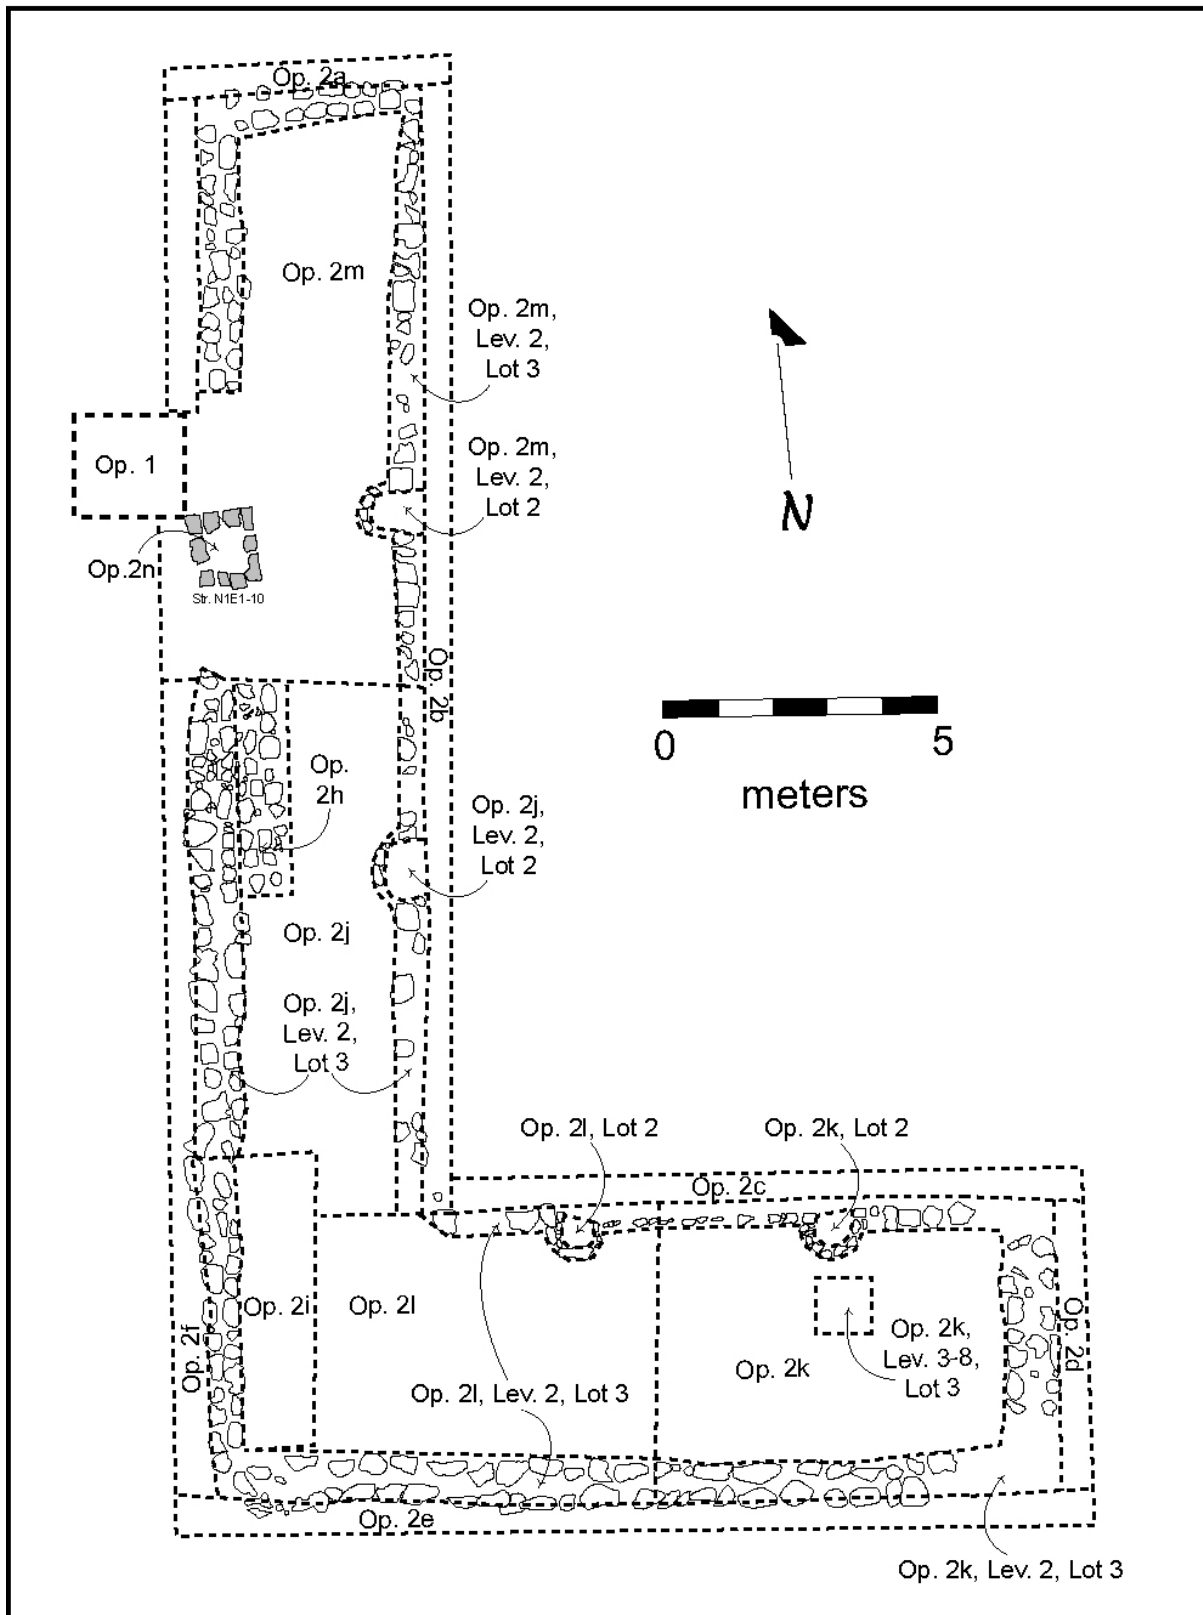 Op. 2a
Op. 2m
Op. 2m,
Lev. 2,
Lot 3
Op. 1
Op. 2m,
Lev. 2,
Lot 2
N
Op.2n
Str. N1E1-10
Op. 2b
0
5
meters
Op.
2h
Op. 2j,
Lev. 2,
Lot 2
Op. 2j
Op. 2j,
Lev. 2,
Lot 3
Op. 2l, Lot 2
Op. 2k, Lot 2
Op. 2c
Op. 2i
Op. 2l
Op. 2f
Op. 2k,
Lev. 3-8,
Lot 3
Op. 2d
Op. 2k
Op. 2l, Lev. 2, Lot 3
Op. 2e
Op. 2k, Lev. 2, Lot 3